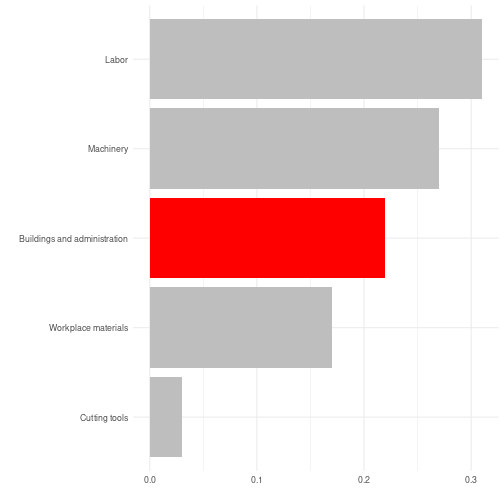 Labor
Machinery
Buildings and administration
Workplace materials
Cutting tools
0.0 0.1 0.2 0.3